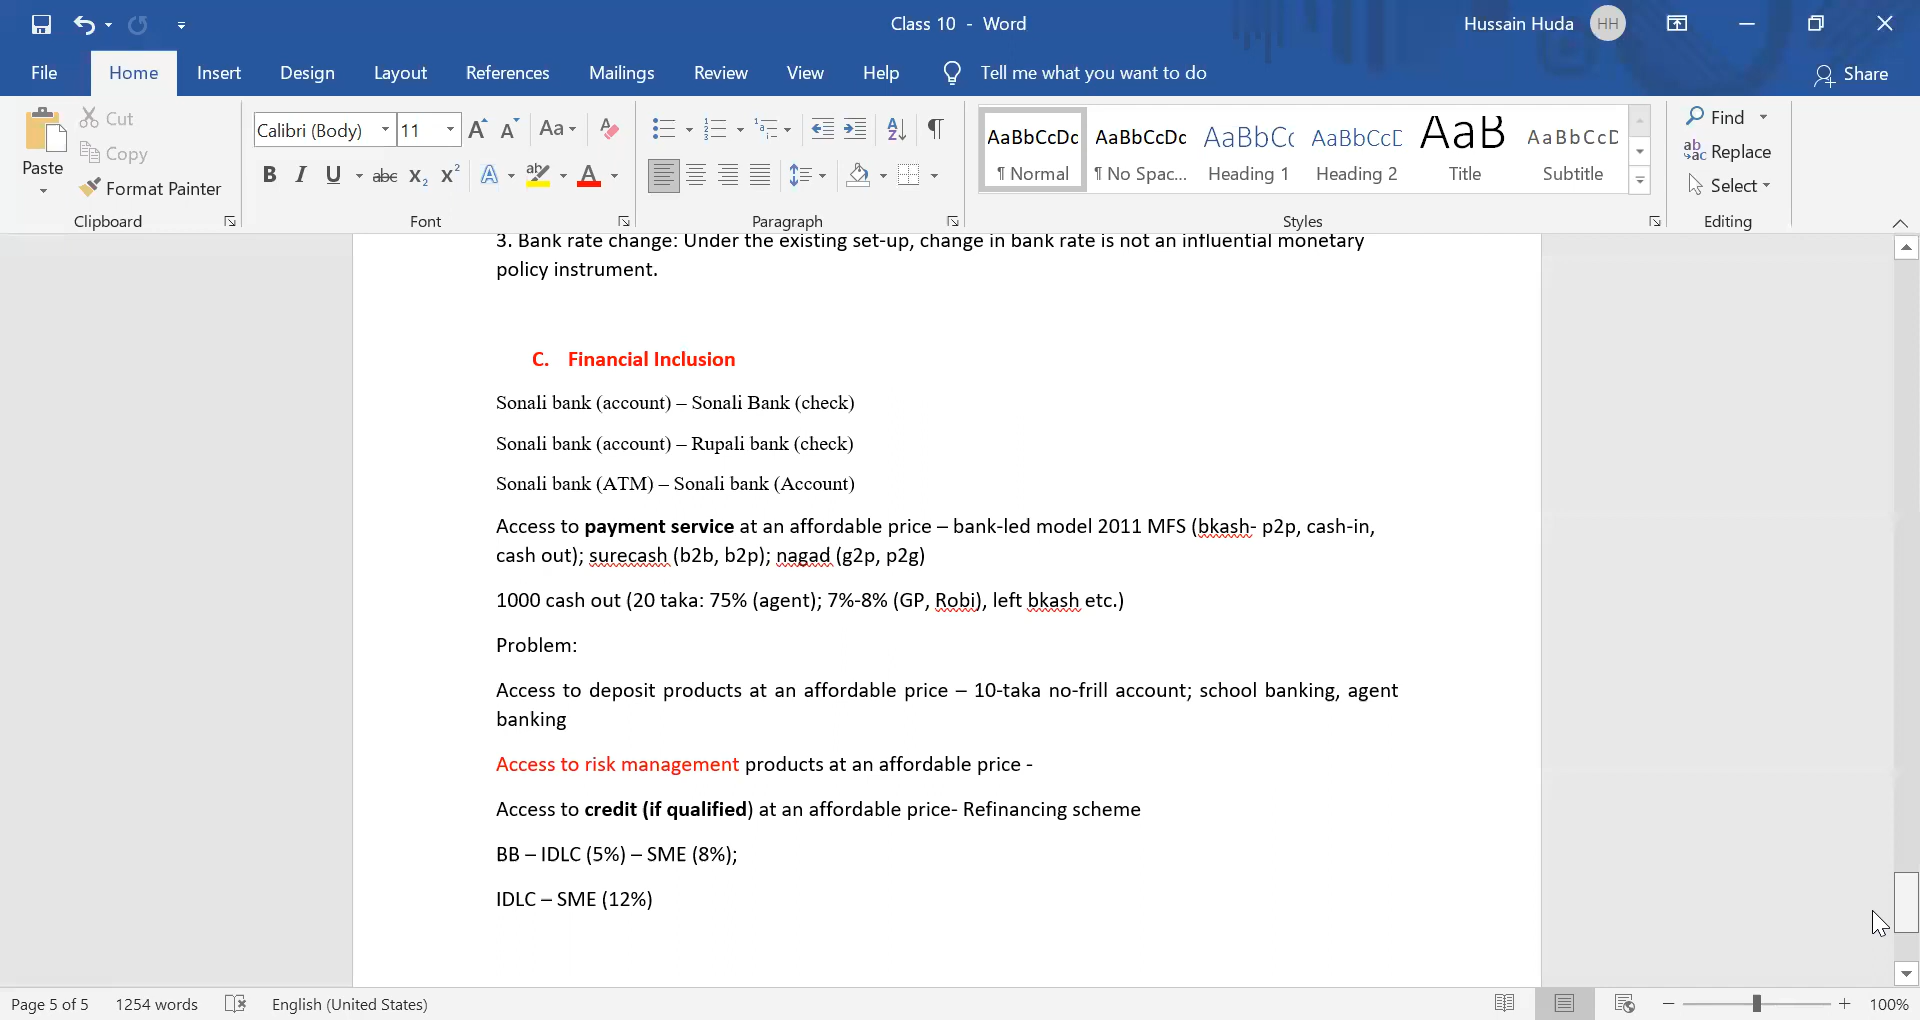 Class 10 - Word
Hussain Huda HH
File Home Insert Design Layout References Mailings Review View Help Tell me what you want to do Share
Paste
Cut
Copy
Format Painter
Clipboard
Calibri (Body) 11 A A Aa A
B I U abc X2 X2 A ab A
Font
A Z
Paragraph
AaBbCcDc
¶ Normal
AaBbCcDc
¶ No Spac...
AaBbCc
Heading 1
AaBbCcE
Heading 2
AaB
Title
AaBbCcD
Subtitle
Styles
Find
ab ac Replace
Select
Editing
3. Bank rate change: Under the existing set-up, change in bank rate is not an influential monetary
policy instrument.
C. Financial Inclusion
Sonali bank (account) – Sonali Bank (check)
Sonali bank (account) – Rupali bank (check)
Sonali bank (ATM) – Sonali bank (Account)
Access to payment service at an affordable price – bank-led model 2011 MFS (bkash- p2p, cash-in,
cash out); surecash (b2b, b2p); nagad (g2p, p2g)
1000 cash out (20 taka: 75% (agent); 7%-8% (GP, Robi), left bkash etc.)
Problem:
Access to deposit products at an affordable price – 10-taka no-frill account; school banking, agent
banking
Access to risk management products at an affordable price -
Access to credit (if qualified) at an affordable price- Refinancing scheme
BB – IDLC (5%) – SME (8%);
IDLC – SME (12%)
Page 5 of 5 1254 words English (United States) 100%